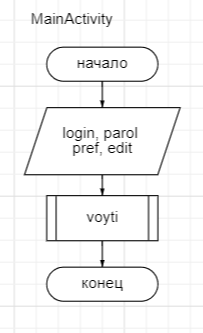 MainActivity
начало
login, parol
pref, edit
voyti
конец